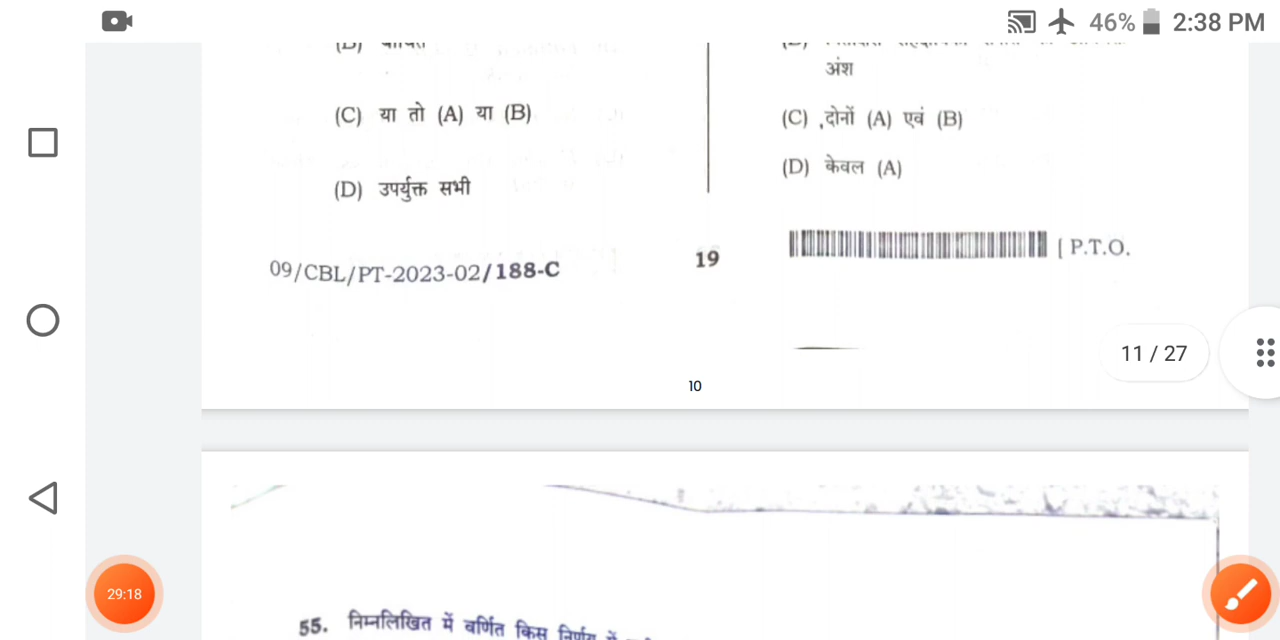 46% 2:38 PM
(C) या तो (A) या (B)
(D) उपर्युक्त सभी
09/CBL/PT-2023-02/188-C
अंश
(C) ,दोनों (A) एवं (B)
(D) केवल (A)
19
[ P.T.O.
11 / 27
10
29:18
55. निम्नलिखित में वर्णित किस निर्णय में